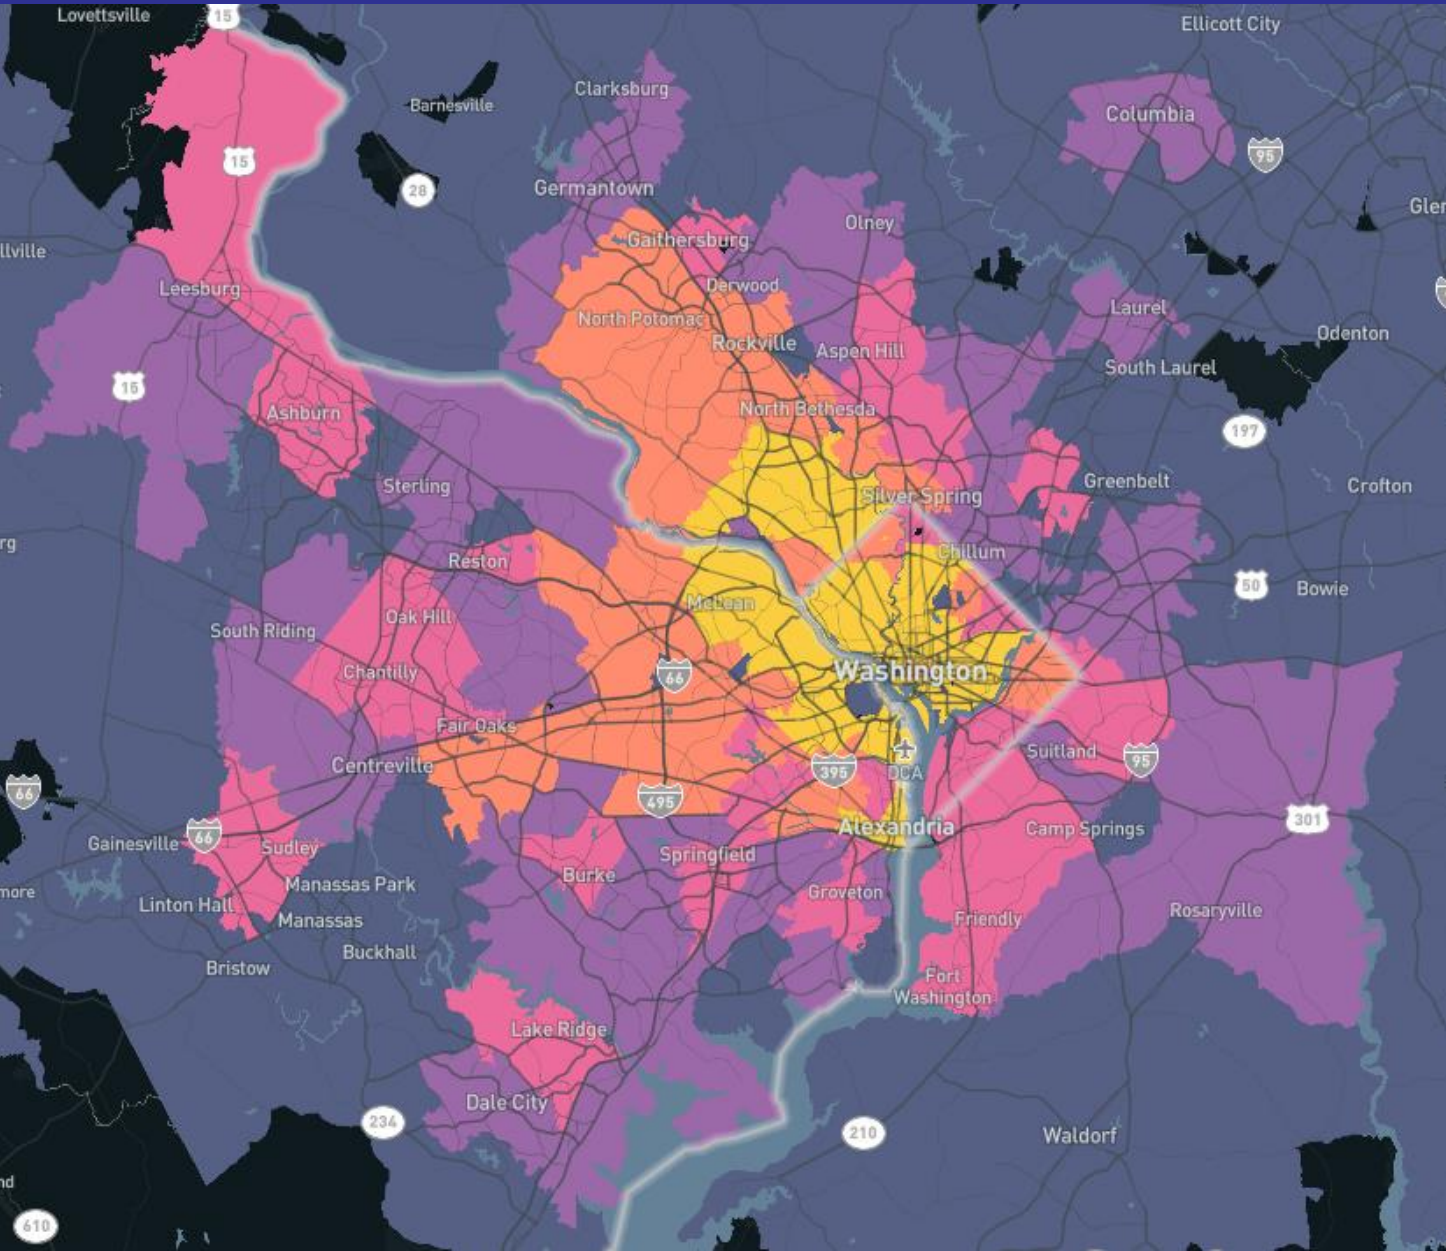 Lovettsville
15
Ellicott City
Clarksburg
Barnesville
Columbia
95
15
28
Germantown
Glen
Olney
llville
Gaithersburg
Leesburg
Derwood
Laurel
North Potomac
Rockville
Odenton
Aspen Hill
South Laurel
15
Ashburn
North Bethesda
197
Sterling
Greenbelt
Crofton
Silver Spring
rg
Chillum
Reston
50
Bowie
McLean
Oak Hill
South Riding
66
Washington
Chantilly
Fair Oaks
Suitland
95
Centreville
395
DCA
66
495
301
66
Alexandria
Camp Springs
Gainesville
Sudley
Springfield
Burke
Manassas Park
more
Groveton
Linton Hall
Manassas
Friendly
Rosaryville
Buckhall
Bristow
Fort
Washington
Lake Ridge
Dale City
234
210
Waldorf
nd
610